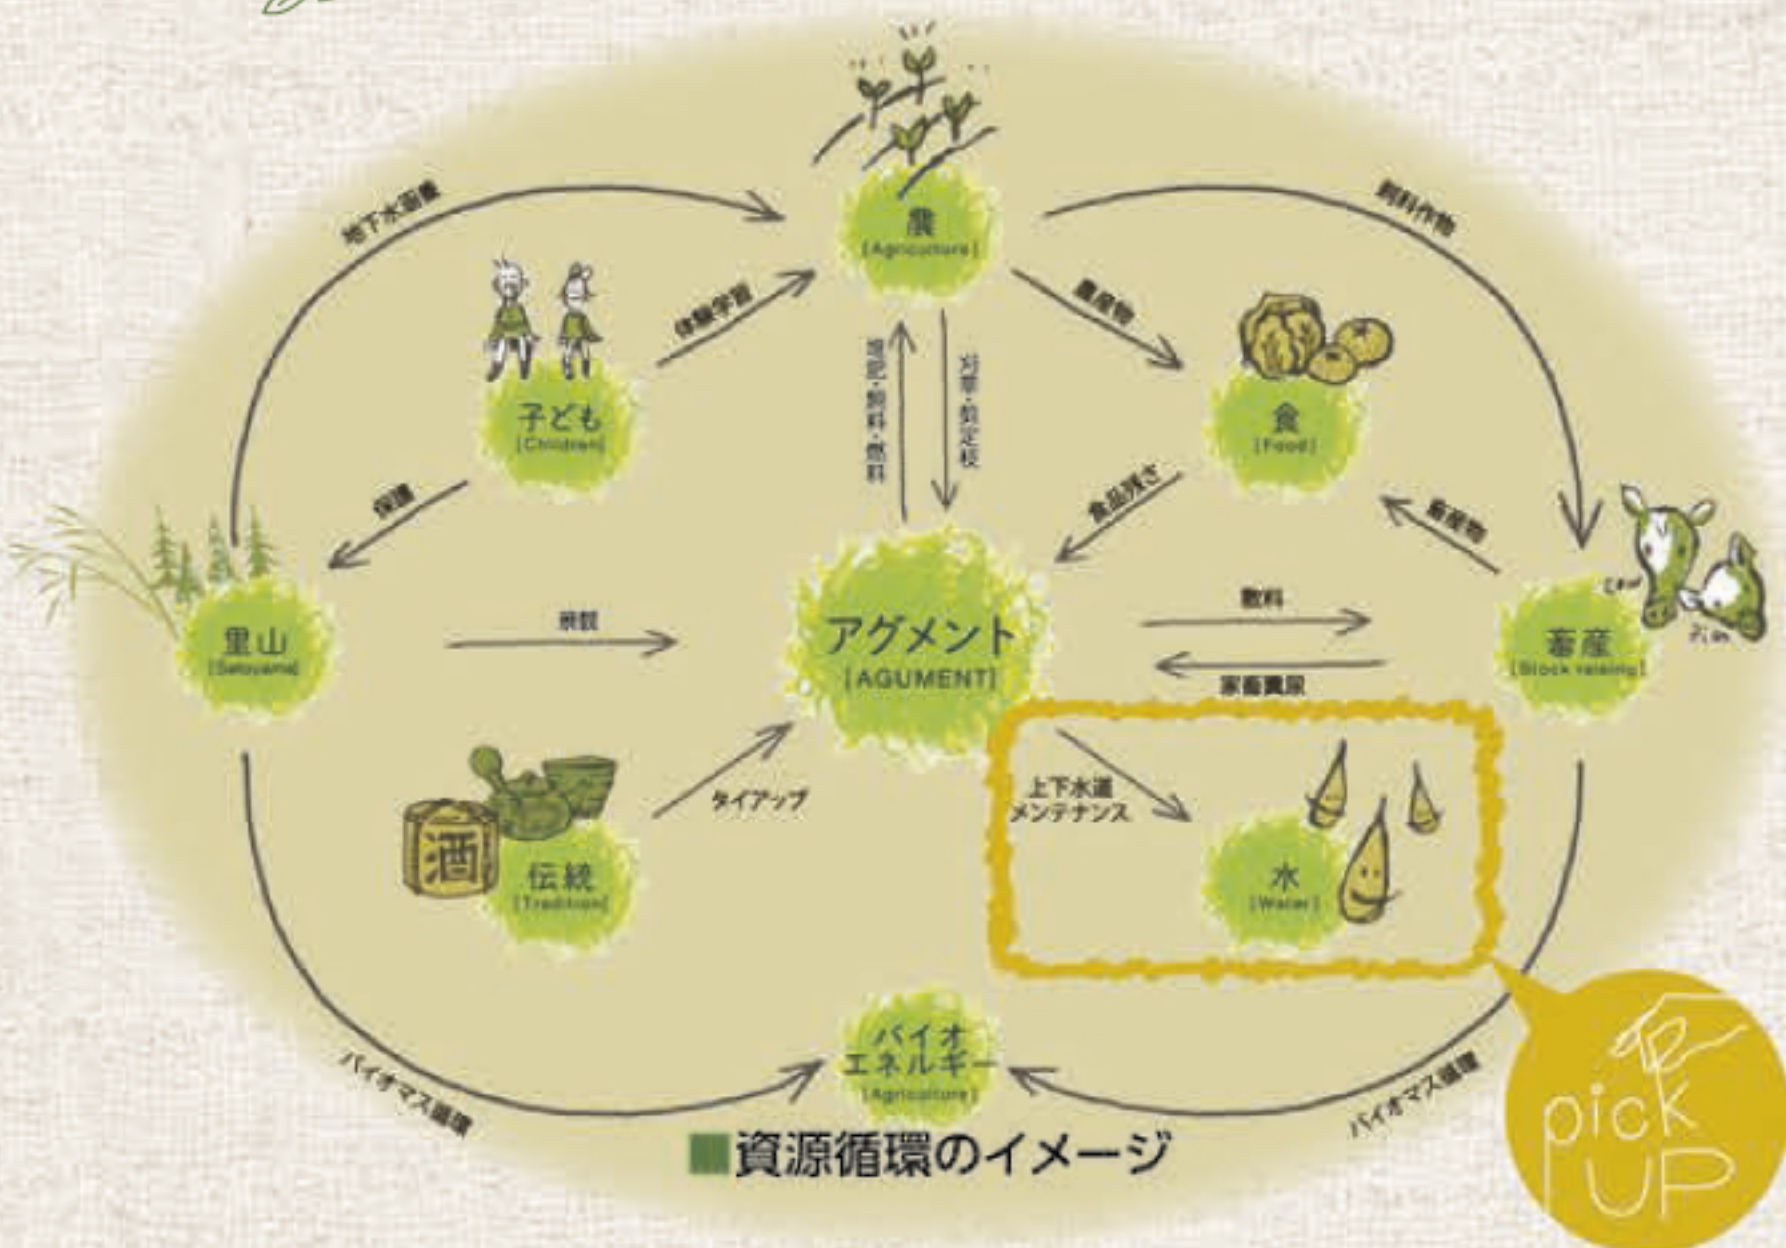 農
[Agriculture]
地下水涵養
飼料作物
体験学習
農産物
子ども
[Children]
堆肥・飼料・燃料
刈草・剪定枝
食
[Food]
保護
食品残さ
畜産物
里山
[Satoyama]
アグメント
[AGUMENT]
敷料
家畜糞尿
畜産
[Stock raising]
cow
タイアップ
上下水道
メンテナンス
酒
伝統
[Tradition]
水
[Water]
バイオ
エネルギー
[Agriculture]
バイオマス循環
バイオマス循環
■資源循環のイメージ
pick
UP